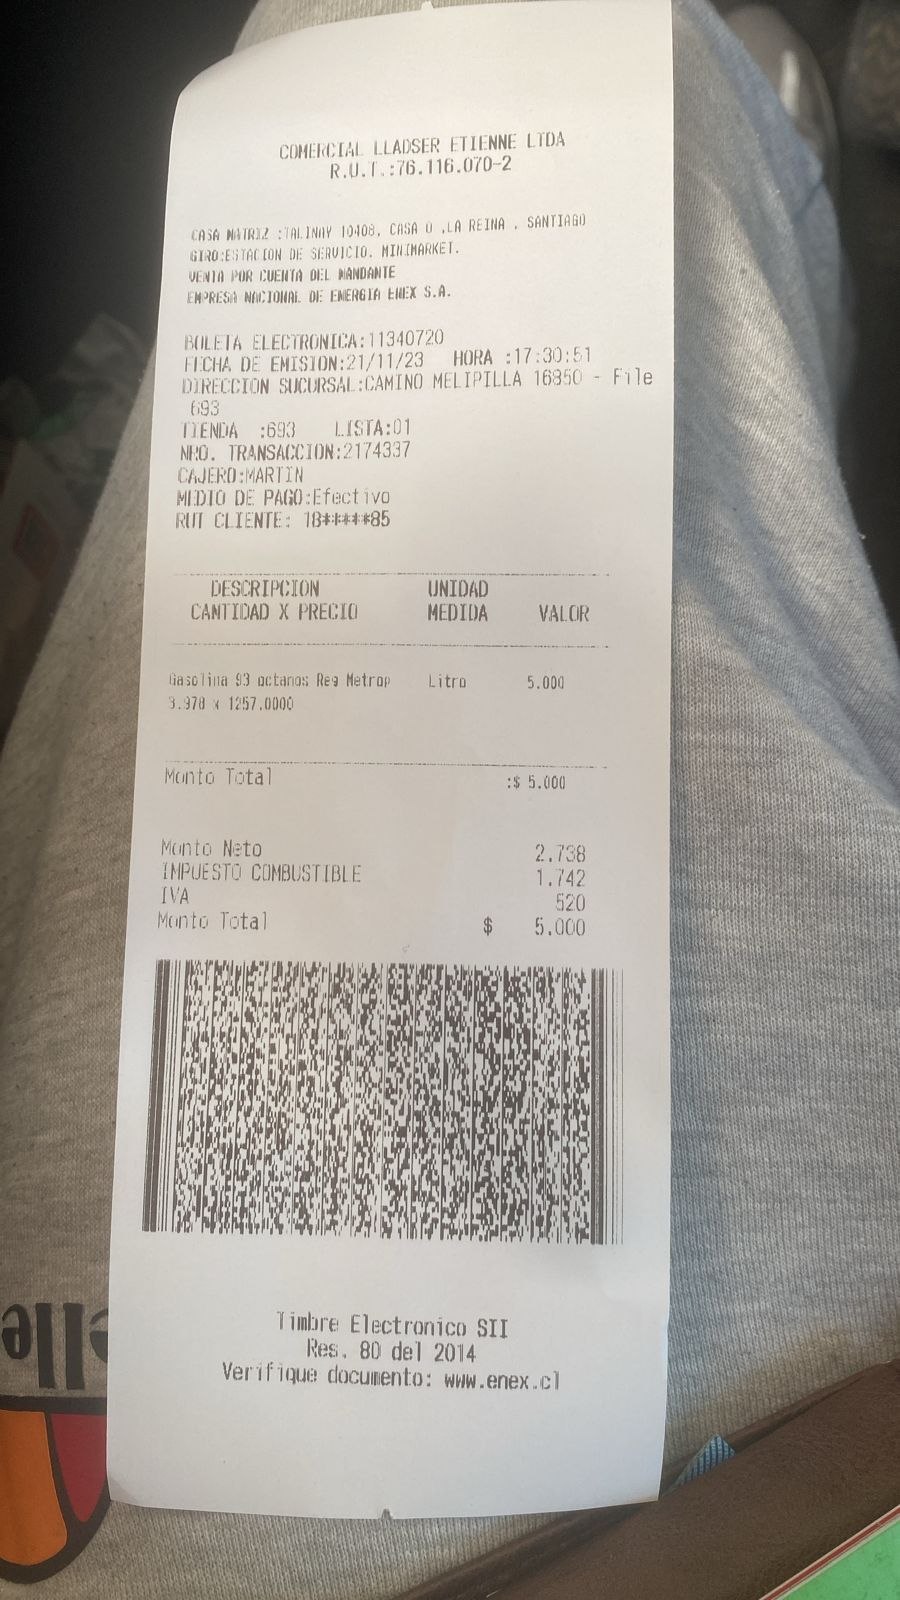 COMERCIAL LLADSER ETIENNE LTDA
R.U.T.:76.116.070-2
CASA MATRIZ :TALINAY 10408, CASA O ,LA REINA , SANTIAGO
GIRO:ESTACION DE SERVICIO. MINIMARKET.
VENTA POR CUENTA DEL MANDANTE
EMPRESA NACIONAL DE ENERGIA ENEX S.A.
BOLETA ELECTRONICA:11340720
FECHA DE EMISION:21/11/23 HORA :17:30:51
DIRECCION SUCURSAL:CAMINO MELIPILLA 16850 - File
693
TIENDA :693 LISTA:01
NRO. TRANSACCION:2174337
CAJERO:MARTIN
MEDIO DE PAGO:Efectivo
RUT CLIENTE: 18*****85
DESCRIPCION UNIDAD
CANTIDAD X PRECIO MEDIDA VALOR
Gasolina 93 octanos Reg Metrop Litro 5.000
3.978 x 1257.0000
Monto Total :$ 5.000
Monto Neto 2.738
IMPUESTO COMBUSTIBLE 1.742
IVA 520
Monto Total $ 5.000
Timbre Electronico SII
Res. 80 del 2014
Verifique documento: www.enex.cl
elle